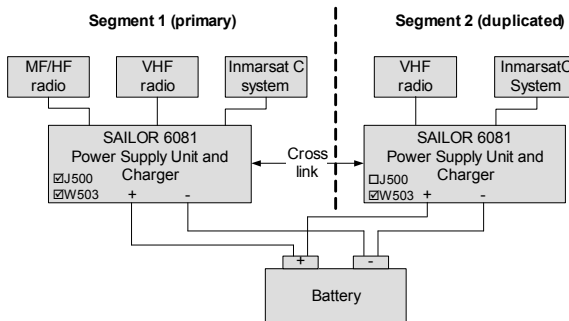 Segment 1 (primary)
Segment 2 (duplicated)
MF/HF
radio
VHF
radio
Inmarsat C
system
VHF
radio
InmarsatC
System
SAILOR 6081
Power Supply Unit and
Charger
☑J500
☑W503
+ -
Cross
link
SAILOR 6081
Power Supply Unit and
Charger
☐J500
☑W503
+ -
+ -
Battery